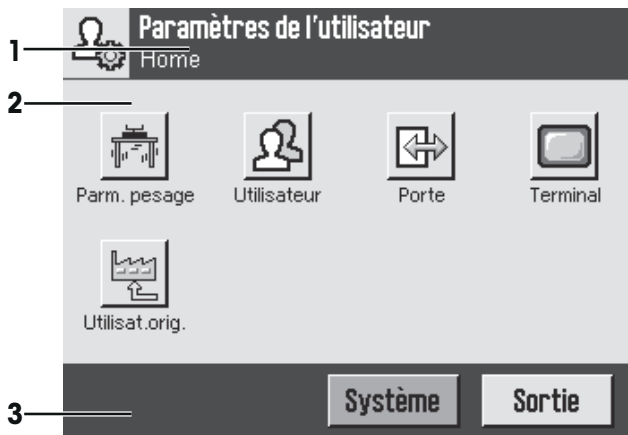 Paramètres de l'utilisateur
1
Home
2
Parm. pesage Utilisateur Porte Terminal
Utilisat.orig.
3 Système Sortie